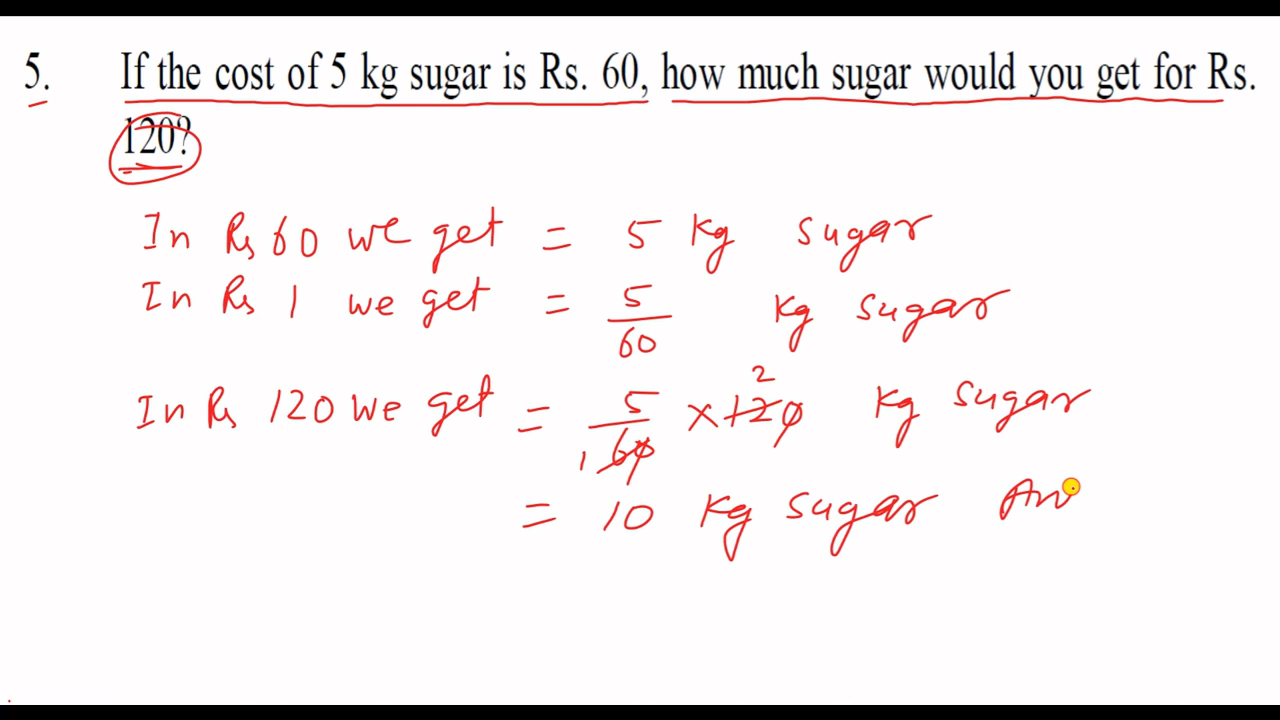 5. If the cost of 5 kg sugar is Rs. 60, how much sugar would you get for Rs.
120?
In Rs 60 we get = 5 kg sugar
In Rs 1 we get = 5/60 kg sugar
In Rs 120 we get = 5/60 1 x 120 2 kg sugar
= 10 kg sugar Ans